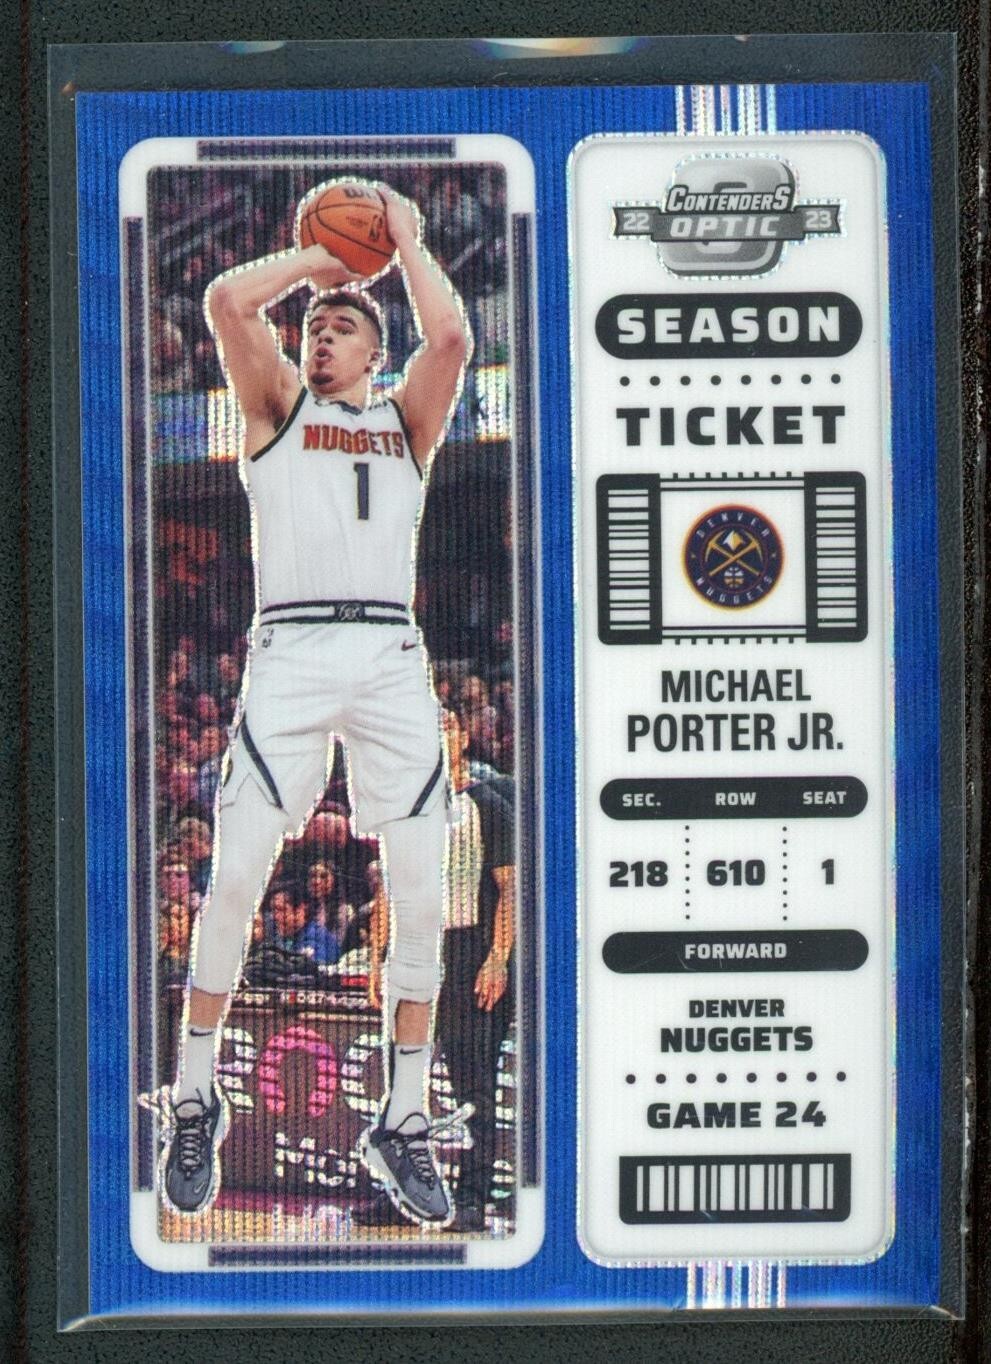 CONTENDERS
22 OPTIC 23
SEASON
TICKET
DENVER
NUGGETS
MICHAEL
PORTER JR.
SEC. ROW SEAT
218 610 1
FORWARD
DENVER
NUGGETS
GAME 24
NUGGETS
1